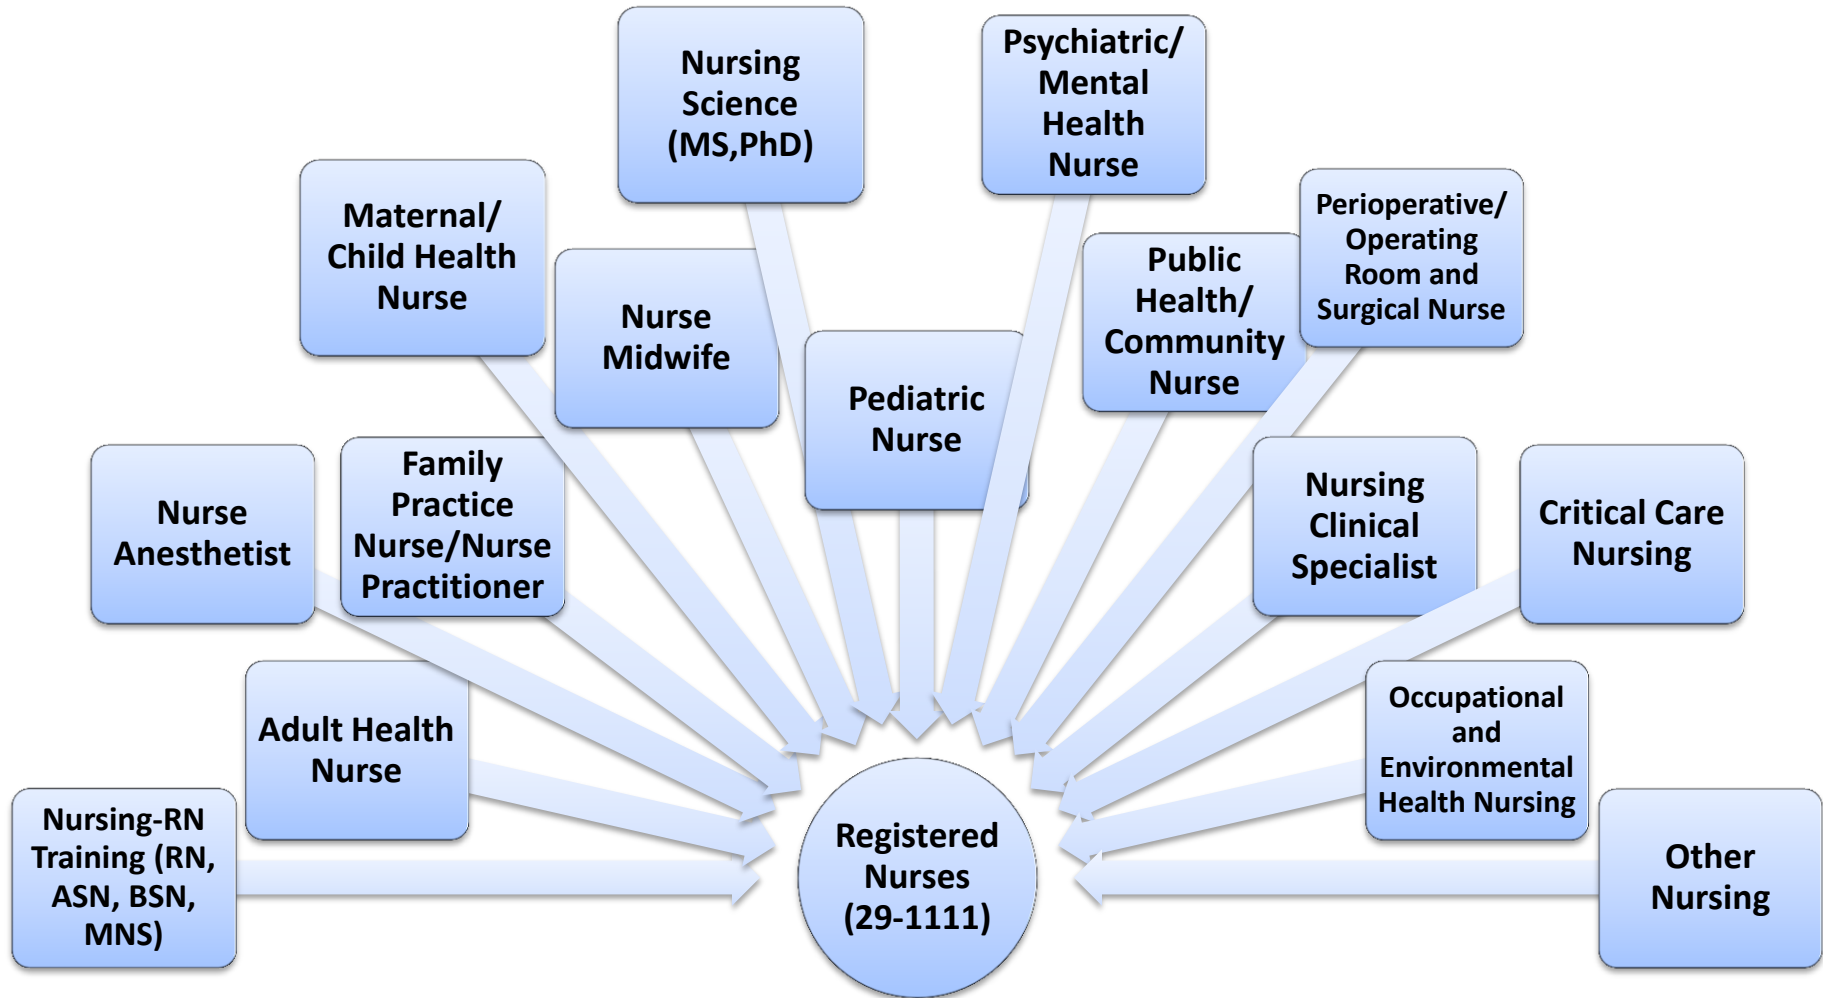 Nursing
Science
(MS,PhD)
Psychiatric/
Mental
Health
Nurse
Maternal/
Child Health
Nurse
Perioperative/
Operating
Room and
Surgical Nurse
Nurse
Midwife
Public
Health/
Community
Nurse
Pediatric
Nurse
Nurse
Anesthetist
Family
Practice
Nurse/Nurse
Practitioner
Nursing
Clinical
Specialist
Critical Care
Nursing
Adult Health
Nurse
Occupational
and
Environmental
Health Nursing
Nursing-RN
Training (RN,
ASN, BSN,
MNS)
Registered
Nurses
(29-1111)
Other
Nursing